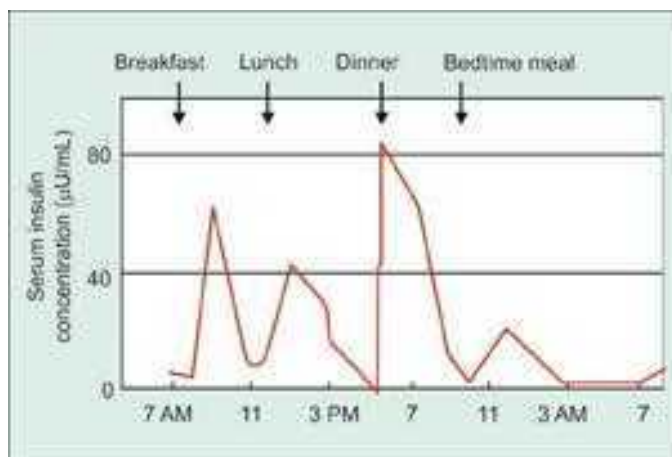 Breakfast Lunch Dinner Bedtime meal
Serum insulin
concentration (µU/mL)
80
40
0
7 AM 11 3 PM 7 11 3 AM 7